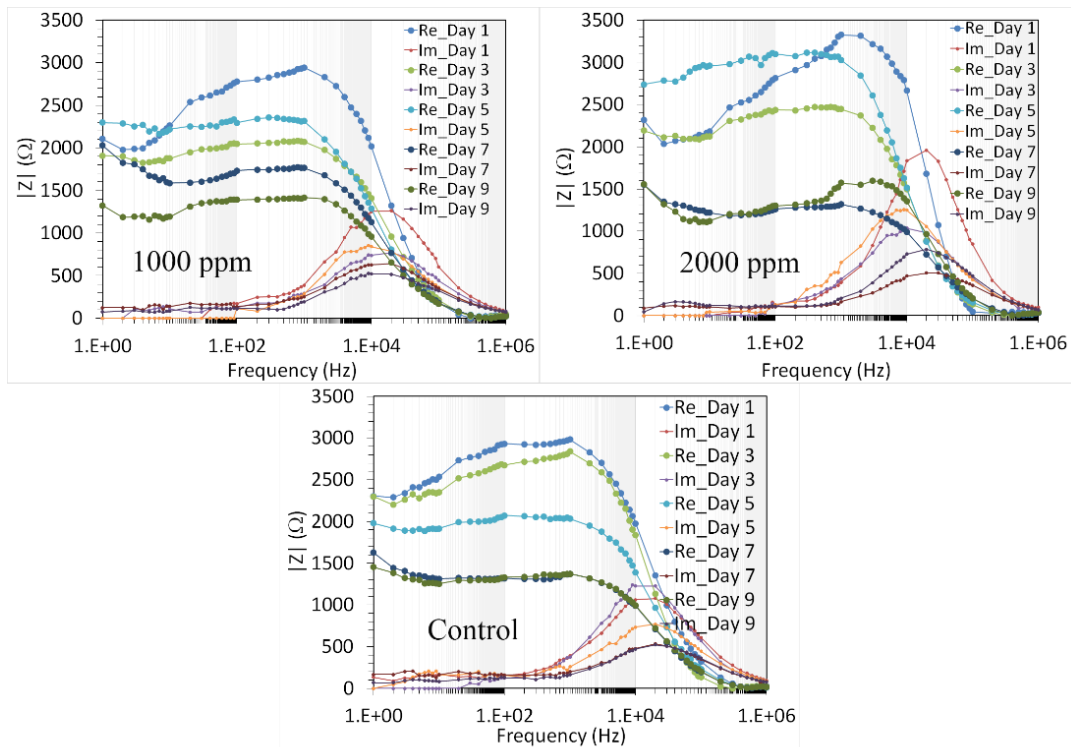 3500
3000
2500
2000
1500
1000
500
0
|Z| (Ω)
1.E+00
1.E+02
1.E+04
1.E+06
Frequency (Hz)
1000 ppm
Re_Day 1
Im_Day 1
Re_Day 3
Im_Day 3
Re_Day 5
Im_Day 5
Re_Day 7
Im_Day 7
Re_Day 9
Im_Day 9
3500
3000
2500
2000
1500
1000
500
0
|Z| (Ω)
1.E+00
1.E+02
1.E+04
1.E+06
Frequency (Hz)
2000 ppm
Re_Day 1
Im_Day 1
Re_Day 3
Im_Day 3
Re_Day 5
Im_Day 5
Re_Day 7
Im_Day 7
Re_Day 9
Im_Day 9
3500
3000
2500
2000
1500
1000
500
0
|Z| (Ω)
1.E+00
1.E+02
1.E+04
1.E+06
Frequency (Hz)
Control
Re_Day 1
Im_Day 1
Re_Day 3
Im_Day 3
Re_Day 5
Im_Day 5
Re_Day 7
Im_Day 7
Re_Day 9
Im_Day 9